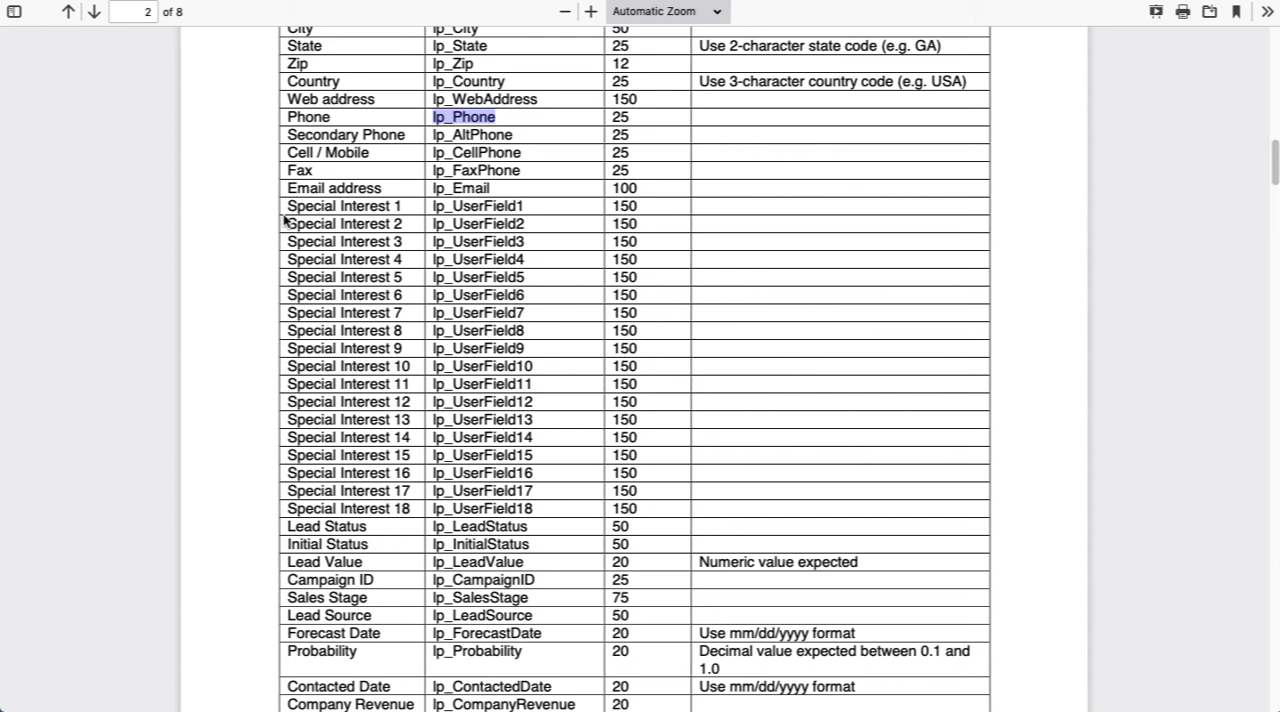 2 of 8 Automatic Zoom
City lp_City 50
State lp_State 25 Use 2-character state code (e.g. GA)
Zip lp_Zip 12
Country lp_Country 25 Use 3-character country code (e.g. USA)
Web address lp_WebAddress 150
Phone lp_Phone 25
Secondary Phone lp_AltPhone 25
Cell / Mobile lp_CellPhone 25
Fax lp_FaxPhone 25
Email address lp_Email 100
Special Interest 1 lp_UserField1 150
Special Interest 2 lp_UserField2 150
Special Interest 3 lp_UserField3 150
Special Interest 4 lp_UserField4 150
Special Interest 5 lp_UserField5 150
Special Interest 6 lp_UserField6 150
Special Interest 7 lp_UserField7 150
Special Interest 8 lp_UserField8 150
Special Interest 9 lp_UserField9 150
Special Interest 10 lp_UserField10 150
Special Interest 11 lp_UserField11 150
Special Interest 12 lp_UserField12 150
Special Interest 13 lp_UserField13 150
Special Interest 14 lp_UserField14 150
Special Interest 15 lp_UserField15 150
Special Interest 16 lp_UserField16 150
Special Interest 17 lp_UserField17 150
Special Interest 18 lp_UserField18 150
Lead Status lp_LeadStatus 50
Initial Status lp_InitialStatus 50
Lead Value lp_LeadValue 20 Numeric value expected
Campaign ID lp_CampaignID 25
Sales Stage lp_SalesStage 75
Lead Source lp_LeadSource 50
Forecast Date lp_ForecastDate 20 Use mm/dd/yyyy format
Probability lp_Probability 20 Decimal value expected between 0.1 and
1.0
Contacted Date lp_ContactedDate 20 Use mm/dd/yyyy format
Company Revenue lp_CompanyRevenue 20